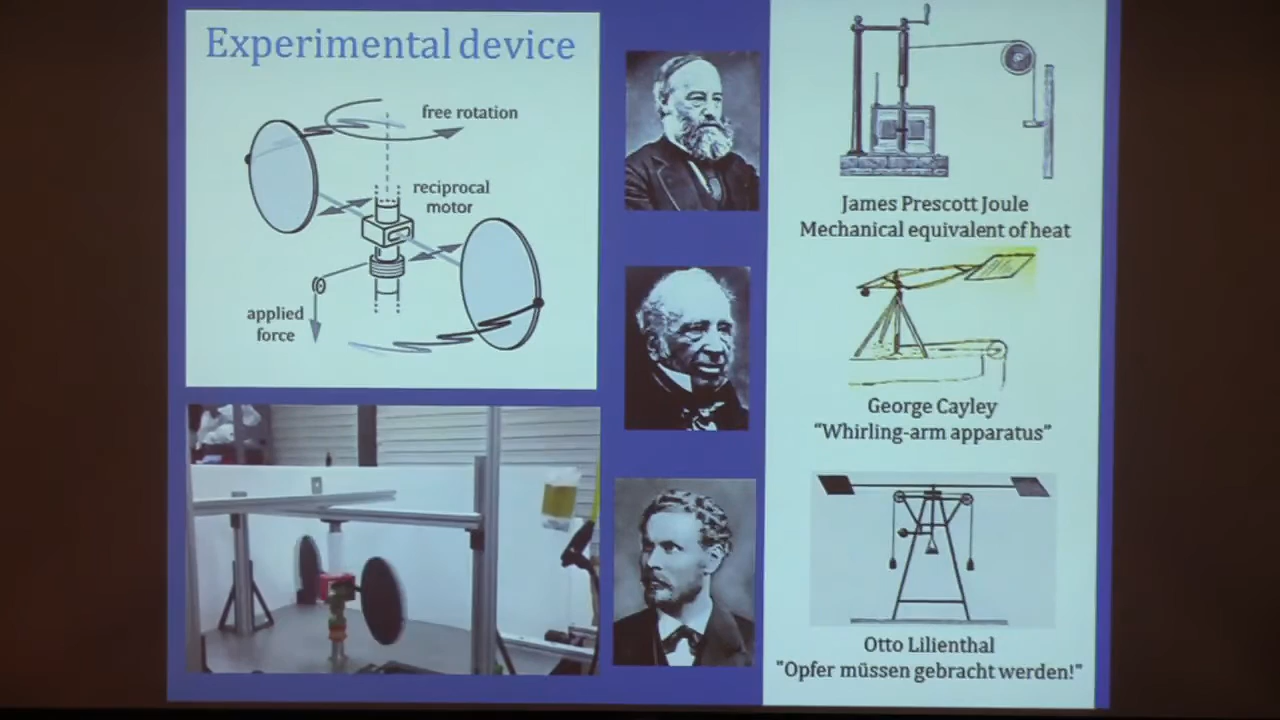 Experimental device
free rotation
reciprocal
motor
applied
force
James Prescott Joule
Mechanical equivalent of heat
George Cayley
“Whirling-arm apparatus”
Otto Lilienthal
"Opfer müssen gebracht werden!"